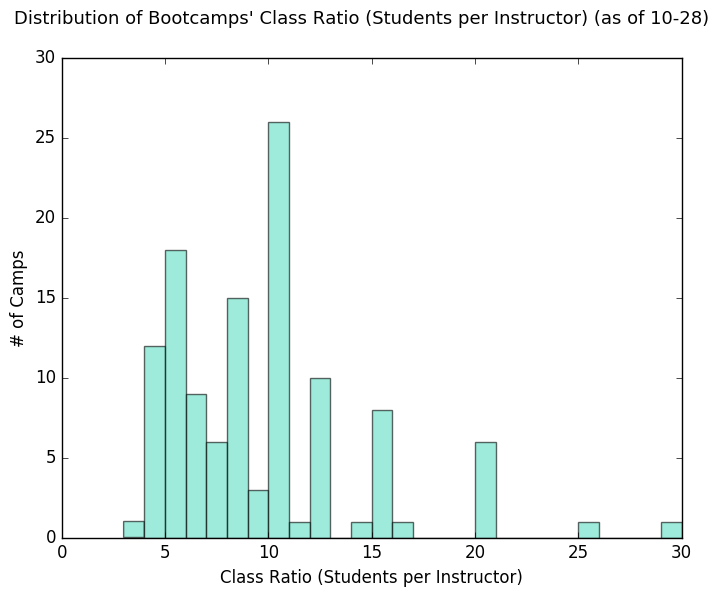 Distribution of Bootcamps' Class Ratio (Students per Instructor) (as of 10-28)
30
25
20
15
10
5
0
# of Camps
0 5 10 15 20 25 30
Class Ratio (Students per Instructor)